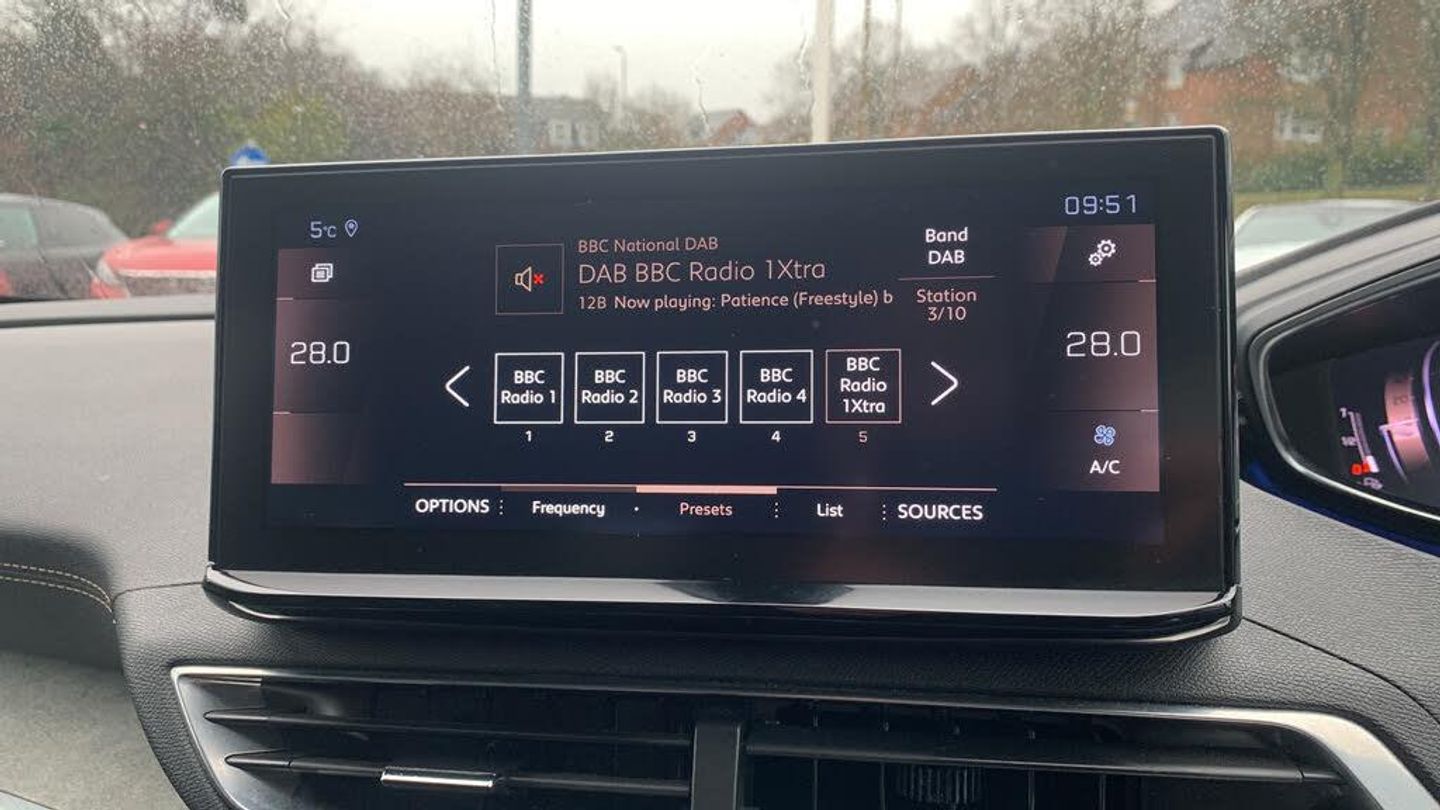 5°C
09:51
BBC National DAB
DAB BBC Radio 1Xtra
12B Now playing: Patience (Freestyle) b
Band
DAB
Station
3/10
28.0
28.0
BBC
Radio 1
BBC
Radio 2
BBC
Radio 3
BBC
Radio 4
BBC
Radio
1Xtra
1
2
3
4
5
A/C
OPTIONS
Frequency
Presets
List
SOURCES